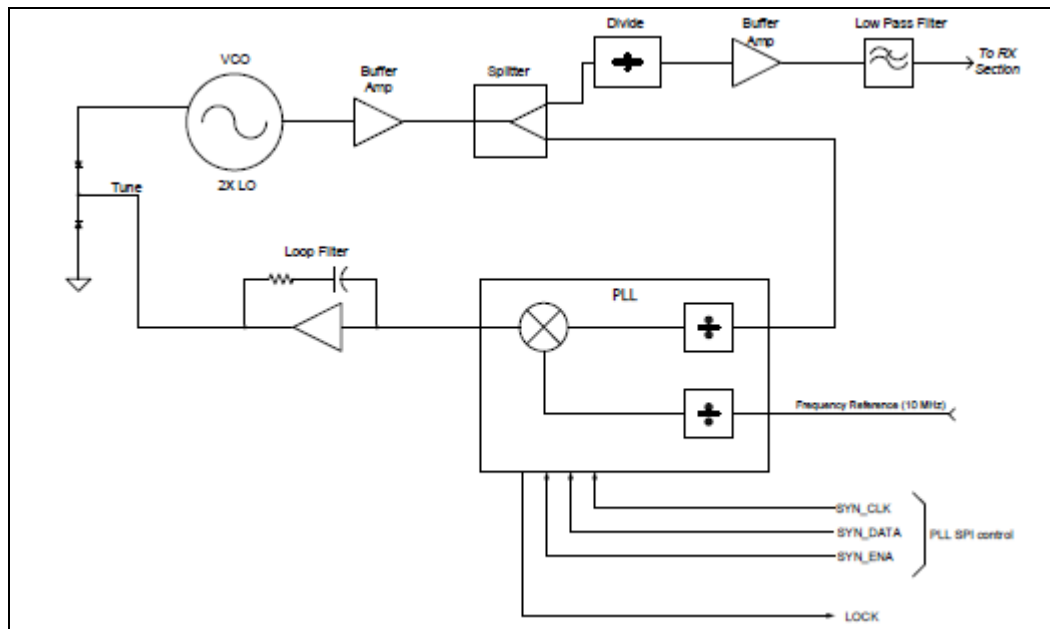 Divide
Buffer
Amp
Low Pass Filter
VCO
Buffer
Amp
Splitter
To RX
Section
2X LO
Tune
Loop Filter
PLL
Frequency Reference (10 MHz)
SYN_CLK
SYN_DATA
PLL SPI control
SYN_ENA
LOCK